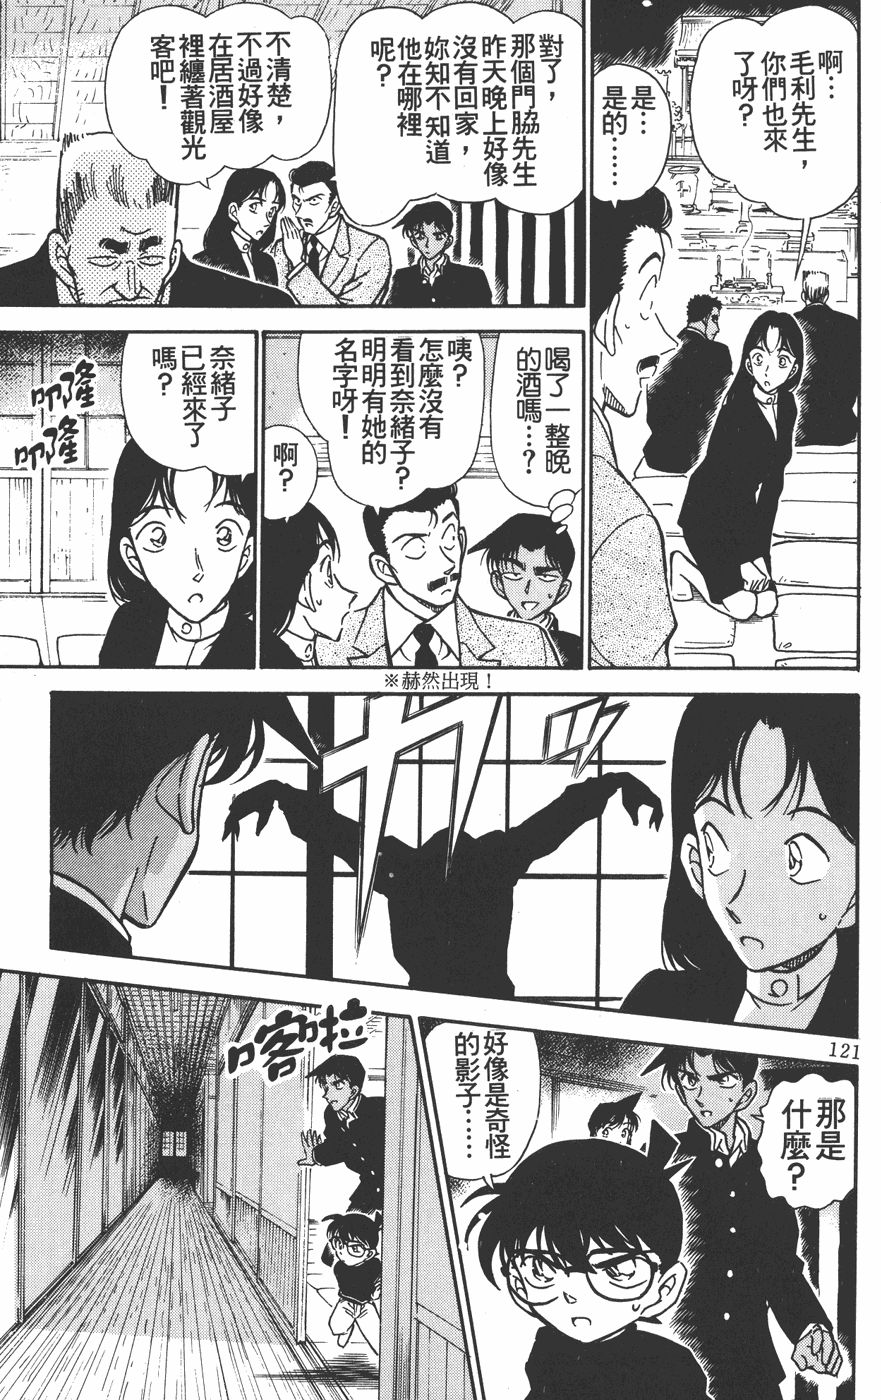 啊…
毛利先生，
你們也來
了呀？
是…
是的……
對了，
那個門脇先生
昨天晚上好像
沒有回家，
妳知不知道
他在哪裡
呢？
不清楚，
不過好像
在居酒屋
裡纏著觀光
客吧！
喝了一整晚
的酒嗎…？
咦？
怎麼沒有
看到奈緒子？
明明有她的
名字呀！
啊？
奈緒子
已經來了
嗎？
叩隆
叩隆
※赫然出現！
ガッ
121
那是
什麼？
好像是奇怪
的影子……
喀拉